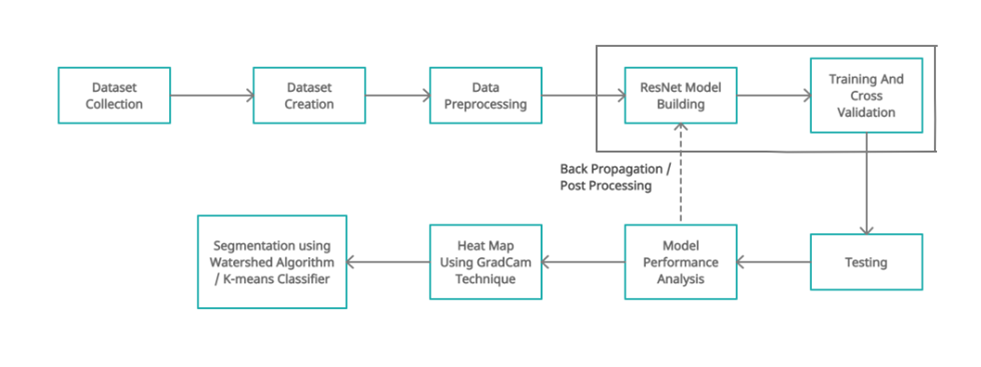 Dataset
Collection
Dataset
Creation
Data
Preprocessing
ResNet Model
Building
Training And
Cross
Validation
Back Propagation /
Post Processing
Segmentation using
Watershed Algorithm
/ K-means Classifier
Heat Map
Using GradCam
Technique
Model
Performance
Analysis
Testing